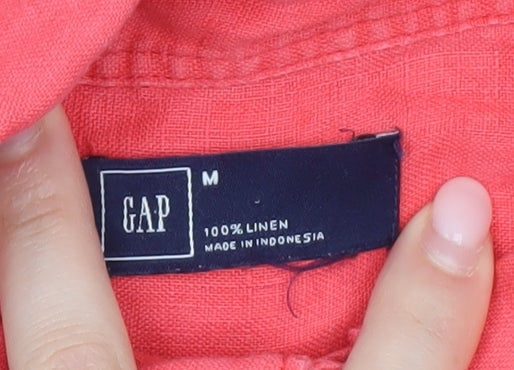 GAP
M
100% LINEN
MADE IN INDONESIA